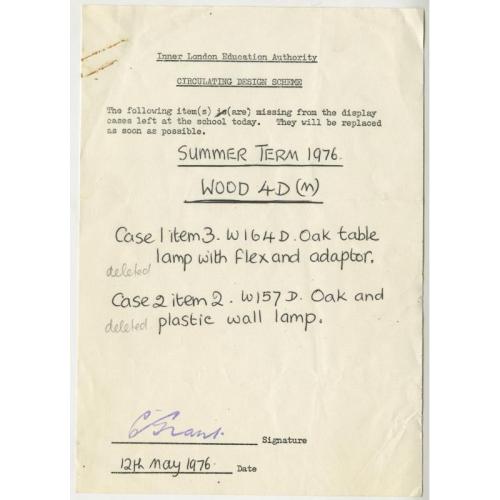 Inner London Education Authority
CIRCULATING DESIGN SCHEME
The following item(s) is(are) missing from the display
cases left at the school today. They will be replaced
as soon as possible.
SUMMER TERM 1976.
WOOD 4D (M)
Case 1 item 3. W164D. Oak table
deleted lamp with flex and adaptor.
Case 2 item 2. W157D. Oak and
deleted plastic wall lamp.
C Grant Signature
12th May 1976. Date